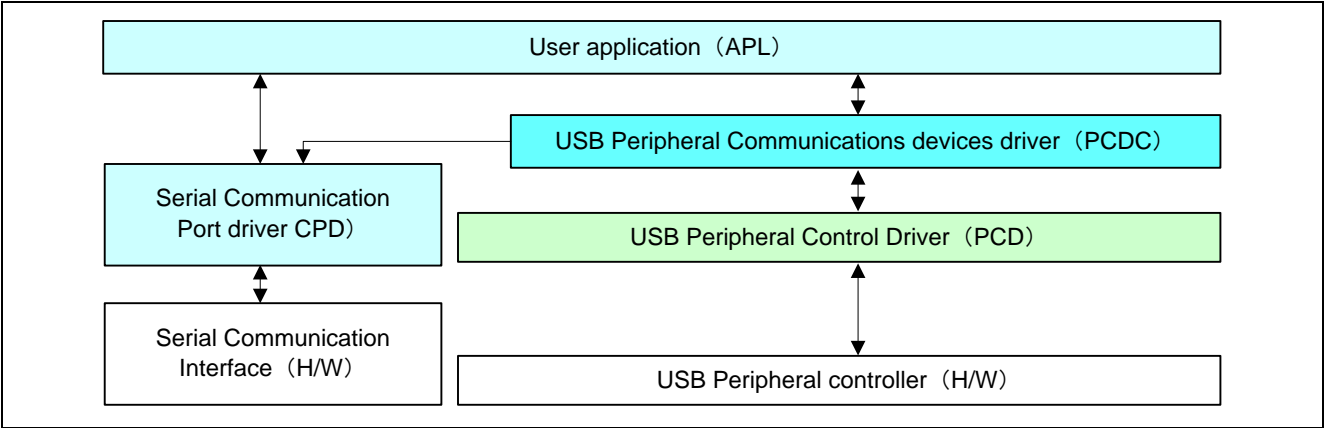 User application（APL）
USB Peripheral Communications devices driver（PCDC）
Serial Communication
Port driver CPD）
USB Peripheral Control Driver（PCD）
Serial Communication
Interface（H/W）
USB Peripheral controller（H/W）